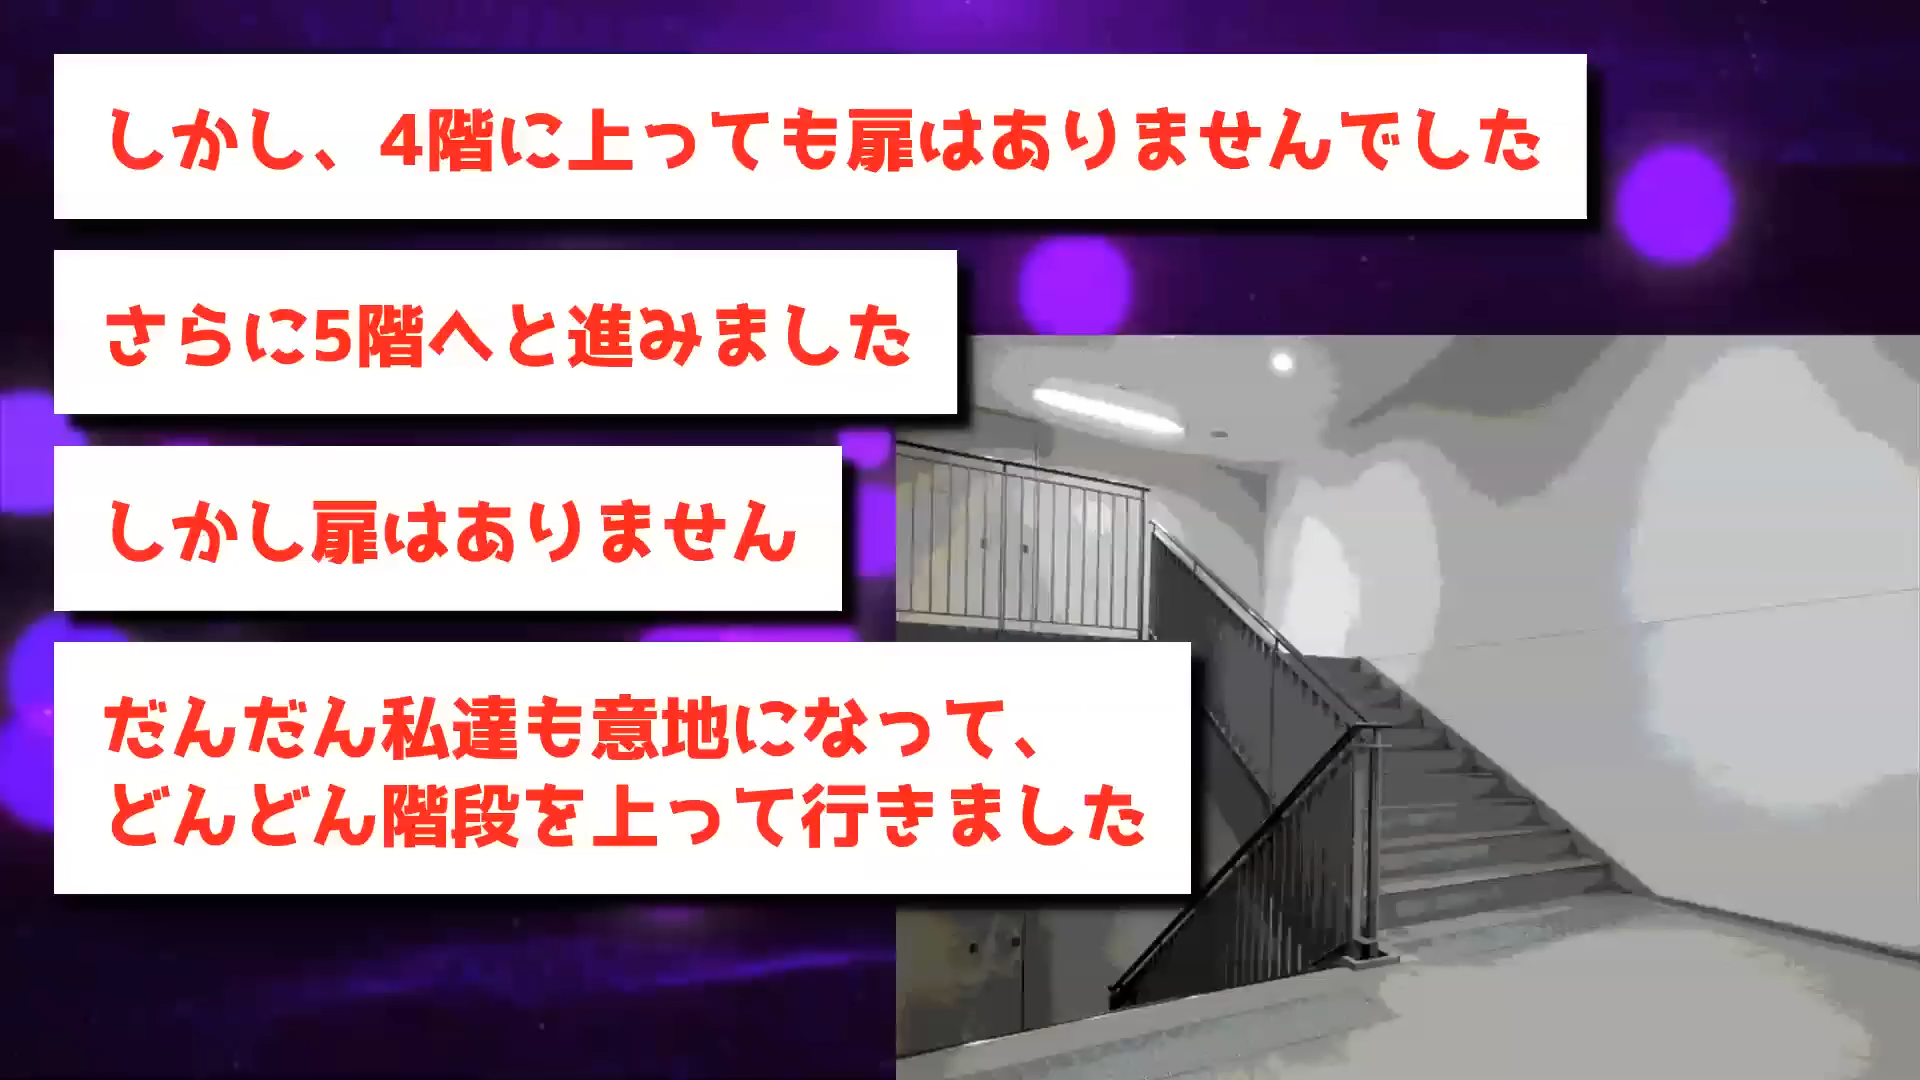 しかし、4階に上っても扉はありませんでした
さらに5階へと進みました
しかし扉はありません
だんだん私達も意地になって、
どんどん階段を上って行きました